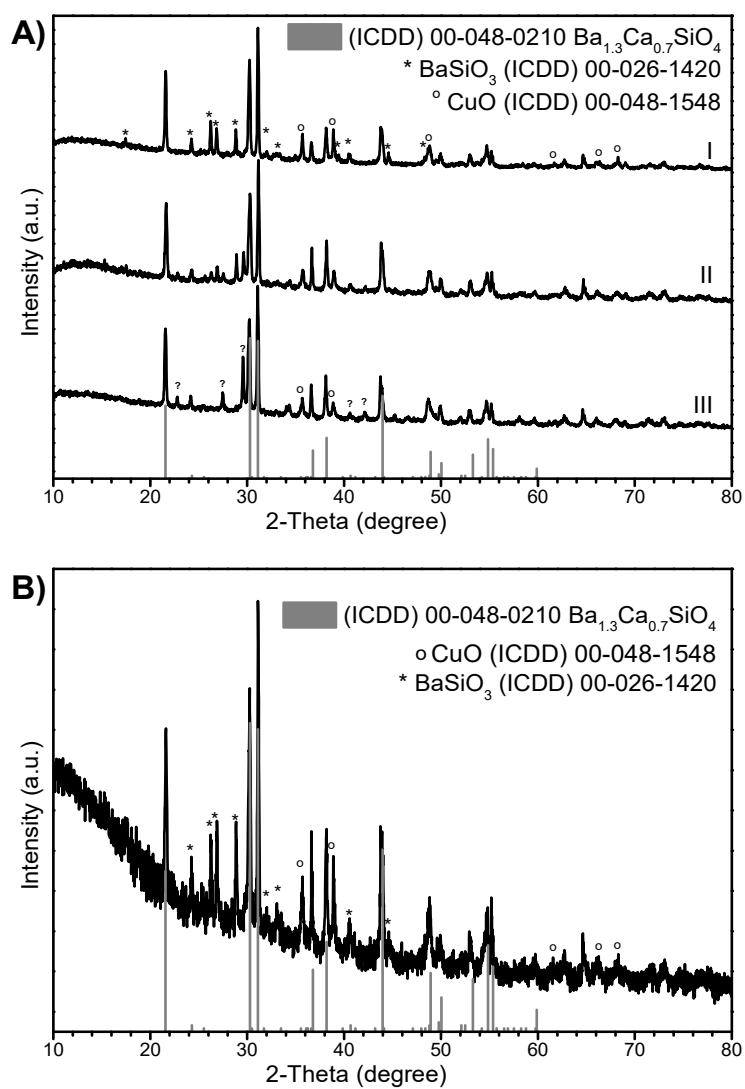 A)
(ICDD) 00-048-0210 Ba1.3Ca0.7SiO4
* BaSiO3 (ICDD) 00-026-1420
o CuO (ICDD) 00-048-1548
* * * * * * * o o * * * * o o o o
I
II
? ? ? o o ? ?
III
Intensity (a.u.)
10 20 30 40 50 60 70 80
2-Theta (degree)
B)
(ICDD) 00-048-0210 Ba1.3Ca0.7SiO4
o CuO (ICDD) 00-048-1548
* BaSiO3 (ICDD) 00-026-1420
* * * * * * o o * * o o o
Intensity (a.u.)
10 20 30 40 50 60 70 80
2-Theta (degree)